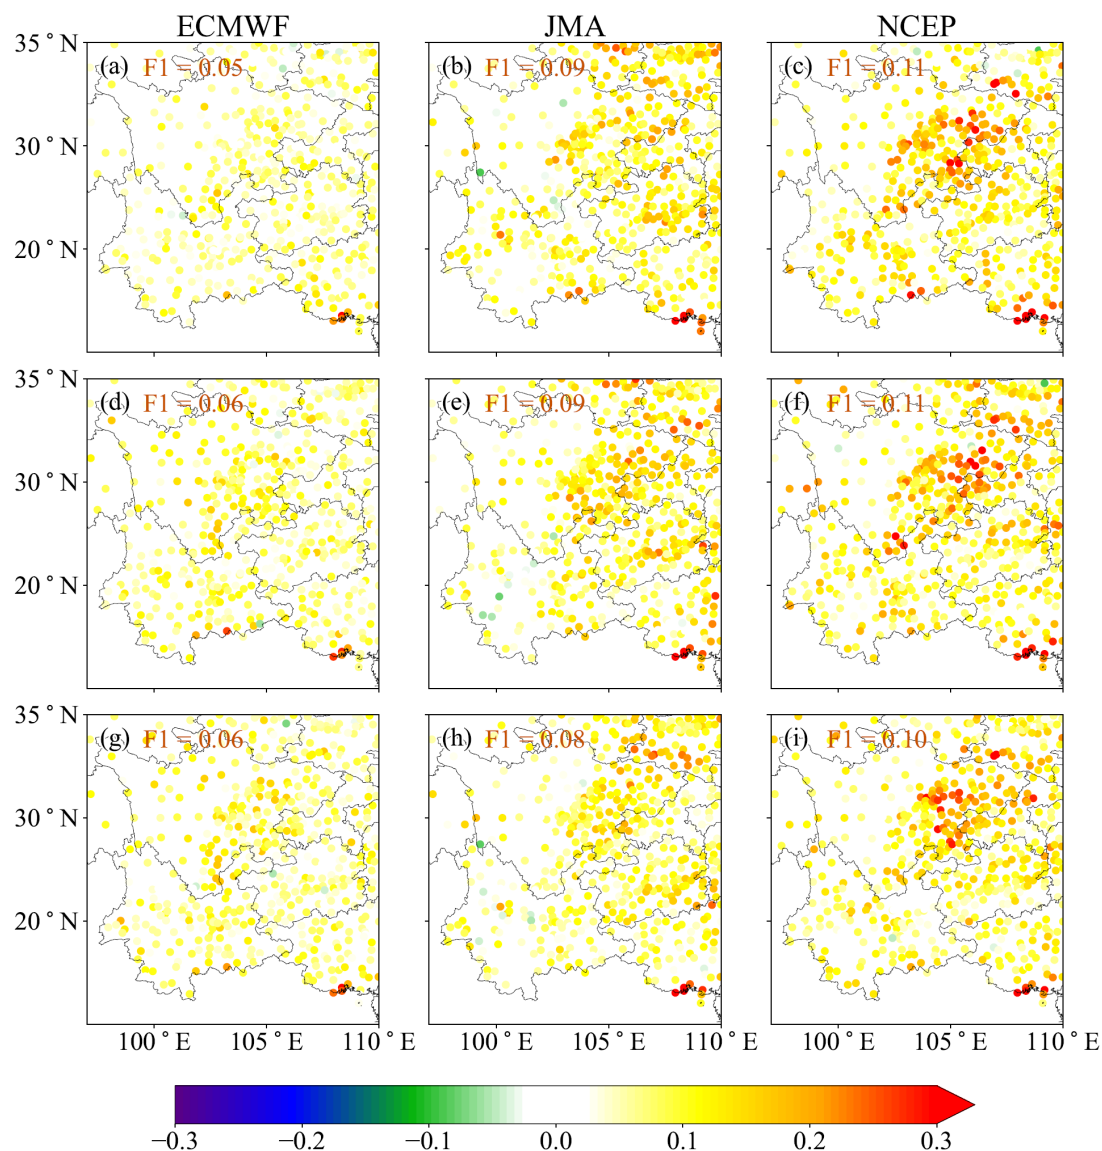 ECMWF JMA NCEP
35° N (a) F1 = 0.05 (b) F1 = 0.09 (c) F1 = 0.11
30° N
20° N
35° N (d) F1 = 0.06 (e) F1 = 0.09 (f) F1 = 0.11
30° N
20° N
35° N (g) F1 = 0.06 (h) F1 = 0.08 (i) F1 = 0.10
30° N
20° N
100° E 105° E 110° E 100° E 105° E 110° E 100° E 105° E 110° E
−0.3 −0.2 −0.1 0.0 0.1 0.2 0.3